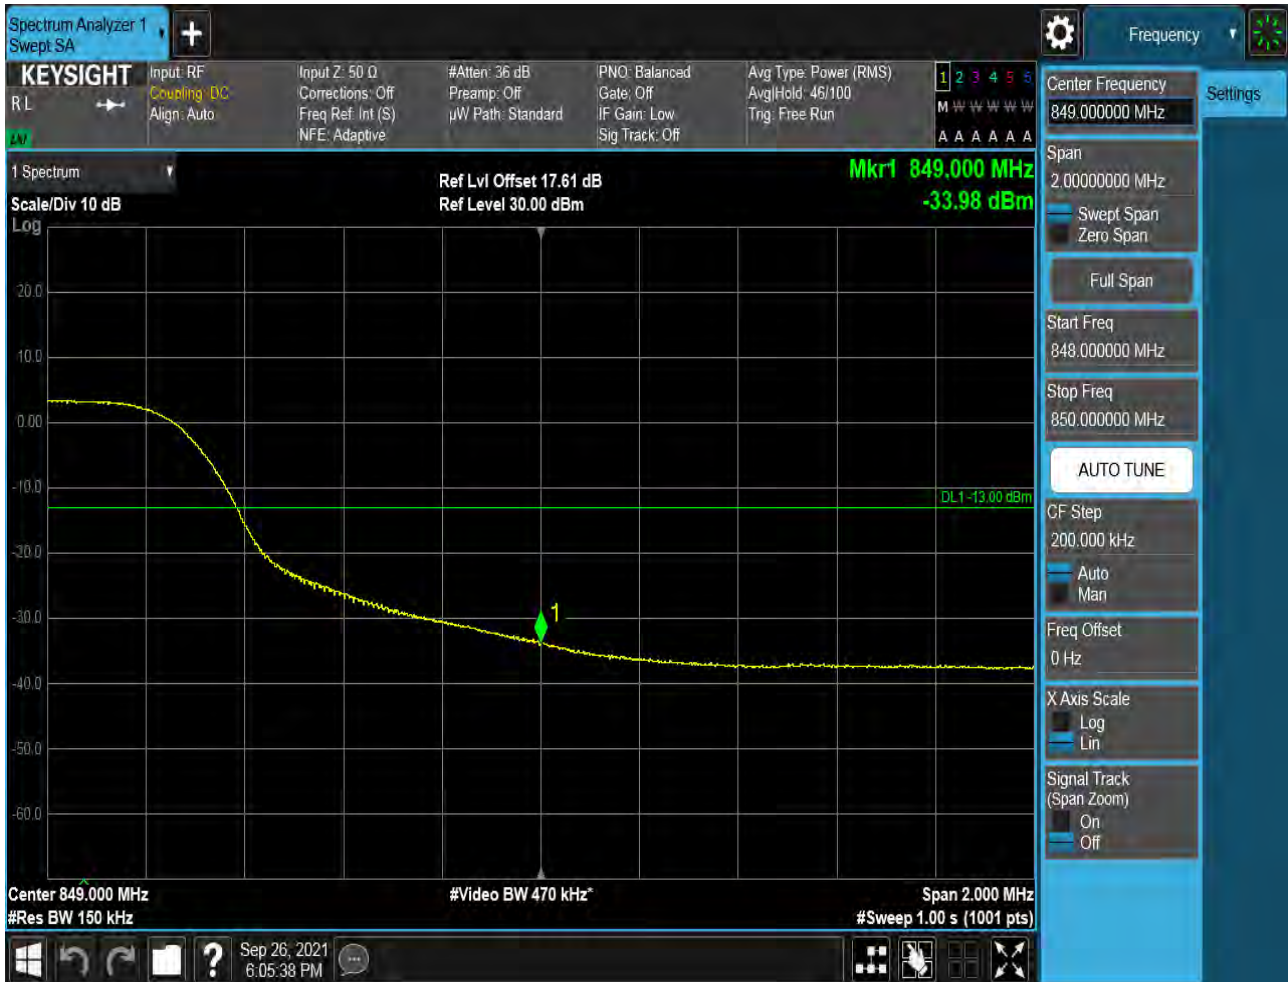 Spectrum Analyzer 1
Swept SA
Frequency
KEYSIGHT
R L
Input: RF
Coupling: DC
Align: Auto
Input Z: 50 Ω
Corrections: Off
Freq Ref: Int (S)
NFE: Adaptive
#Atten: 36 dB
Preamp: Off
µW Path: Standard
PNO: Balanced
Gate: Off
IF Gain: Low
Sig Track: Off
Avg Type: Power (RMS)
Avg|Hold: 46/100
Trig: Free Run
1 2 3 4 5 6
M W W W W W
A A A A A A
1 Spectrum
Scale/Div 10 dB
Log
Ref Lvl Offset 17.61 dB
Ref Level 30.00 dBm
Mkr1 849.000 MHz
-33.98 dBm
20.0
10.0
0.00
-10.0
-20.0
-30.0
-40.0
-50.0
-60.0
DL1 -13.00 dBm
1
Center 849.000 MHz
#Res BW 150 kHz
#Video BW 470 kHz*
Span 2.000 MHz
#Sweep 1.00 s (1001 pts)
Sep 26, 2021
6:05:38 PM
?
Center Frequency
849.000000 MHz
Settings
Span
2.00000000 MHz
Swept Span
Zero Span
Full Span
Start Freq
848.000000 MHz
Stop Freq
850.000000 MHz
AUTO TUNE
CF Step
200.000 kHz
Auto
Man
Freq Offset
0 Hz
X Axis Scale
Log
Lin
Signal Track
(Span Zoom)
On
Off